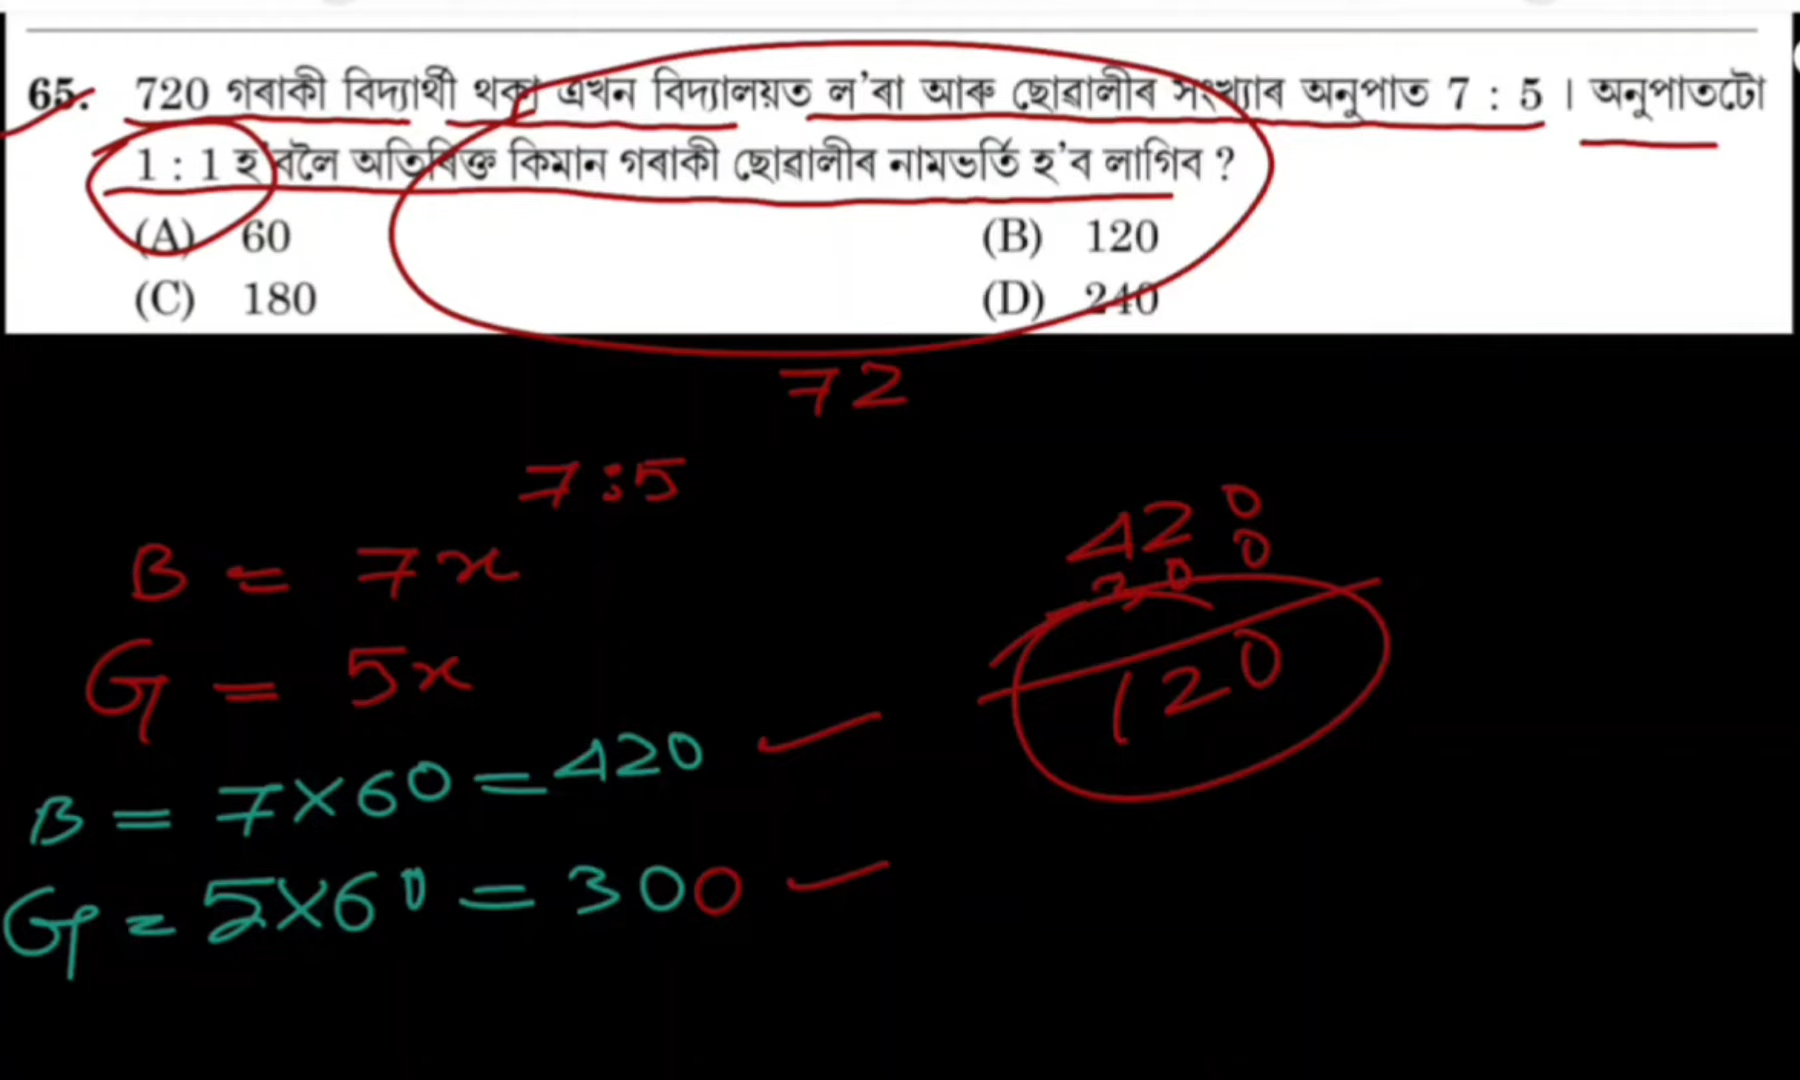 65. 720 গৰাকী বিদ্যাৰ্থী থকা এখন বিদ্যালয়ত ল'ৰা আৰু ছোৱালীৰ সংখ্যাৰ অনুপাত 7 : 5 । অনুপাতটো
1 : 1 হ'বলৈ অতিৰিক্ত কিমান গৰাকী ছোৱালীৰ নামভৰ্তি হ'ব লাগিব ?
(A) 60 (B) 120
(C) 180 (D) 240
72
7:5
B = 7x
G = 5x
B = 7×60 = 420
G = 5×60 = 300
420
120